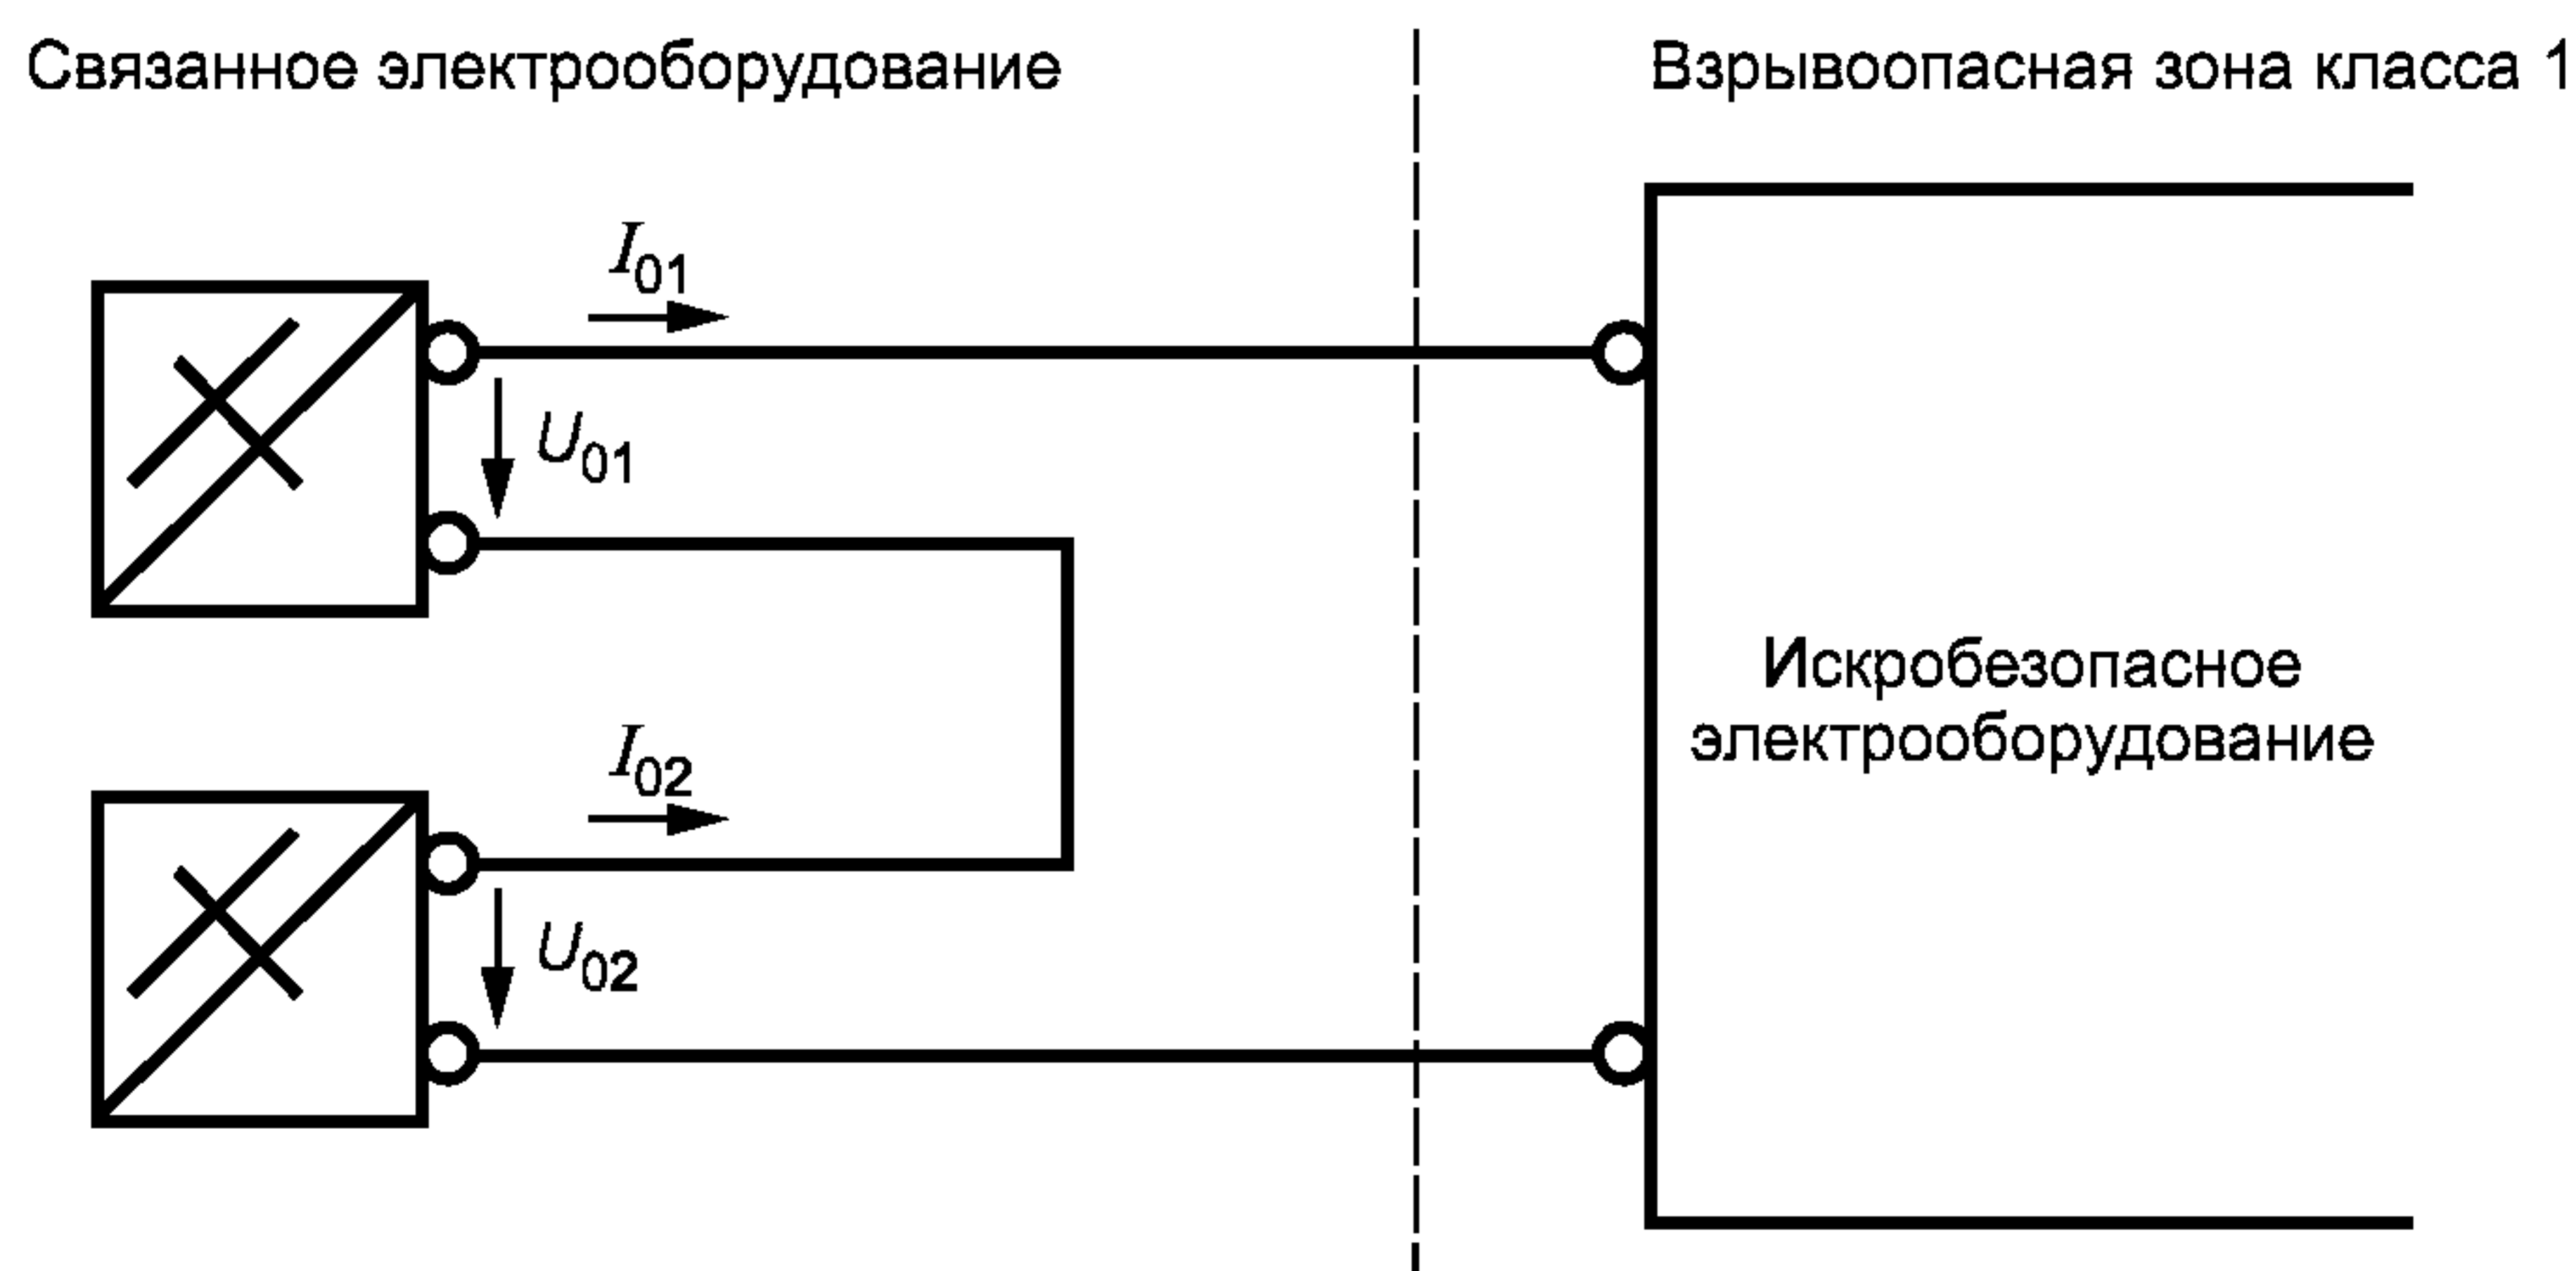 Связанное электрооборудование
Взрывоопасная зона класса 1
I01
U01
I02
U02
Искробезопасное
электрооборудование